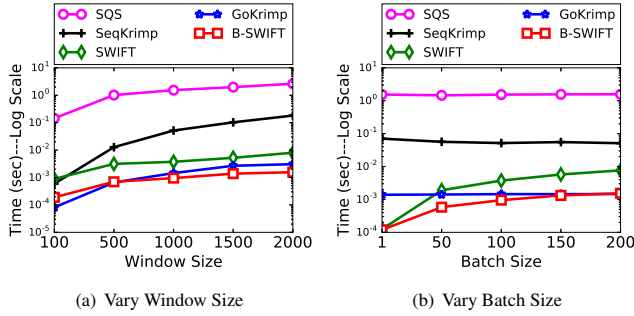 SQS
SeqKrimp
SWIFT
GoKrimp
B-SWIFT
Time (sec)---Log Scale
10^1
10^0
10^-1
10^-2
10^-3
10^-4
10^-5
100 500 1000 1500 2000
Window Size
(a) Vary Window Size
SQS
SeqKrimp
SWIFT
GoKrimp
B-SWIFT
Time (sec)---Log Scale
10^1
10^0
10^-1
10^-2
10^-3
10^-4
1 50 100 150 200
Batch Size
(b) Vary Batch Size